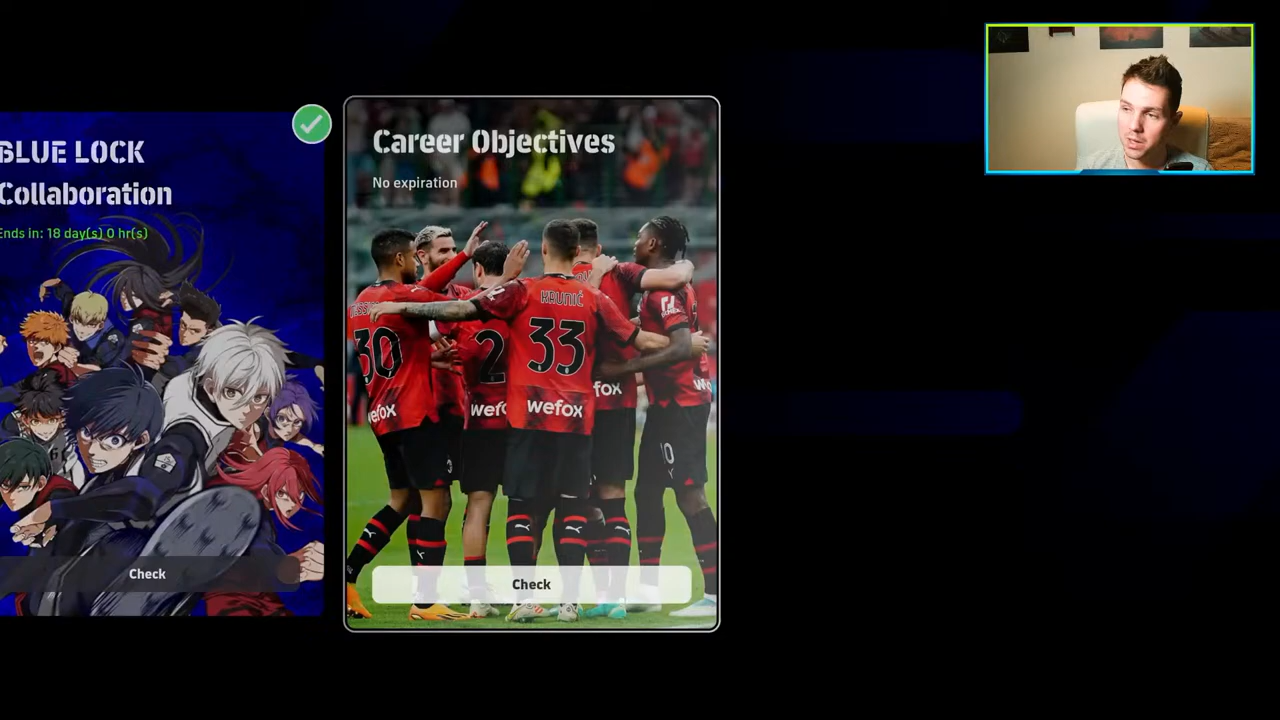 BLUE LOCK
Collaboration
Ends in: 18 day(s) 0 hr(s)
Check
Career Objectives
No expiration
30
2
KRUNIĆ
33
10
wefox
wefox
fox
Check